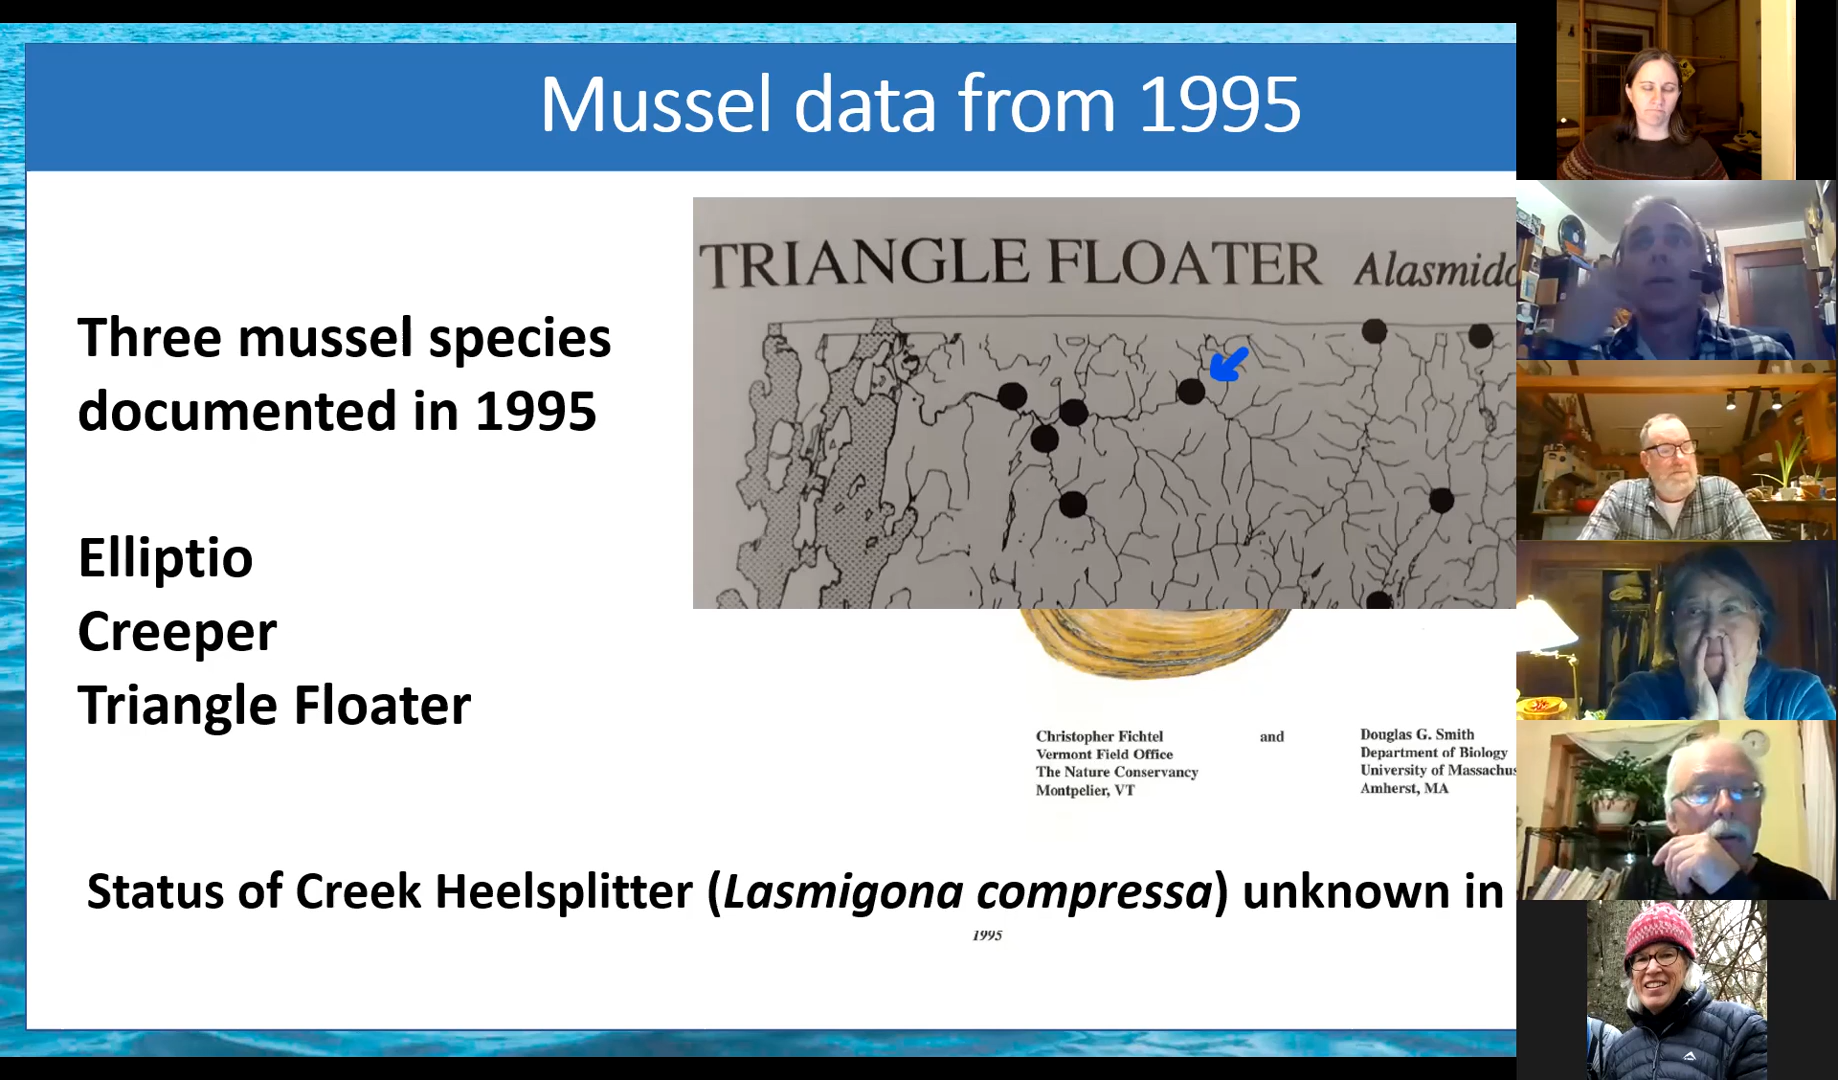 Mussel data from 1995
TRIANGLE FLOATER Alasmido
Three mussel species
documented in 1995
Elliptio
Creeper
Triangle Floater
Christopher Fichtel
Vermont Field Office
The Nature Conservancy
Montpelier, VT
and
Douglas G. Smith
Department of Biology
University of Massachus
Amherst, MA
Status of Creek Heelsplitter (Lasmigona compressa) unknown in
1995